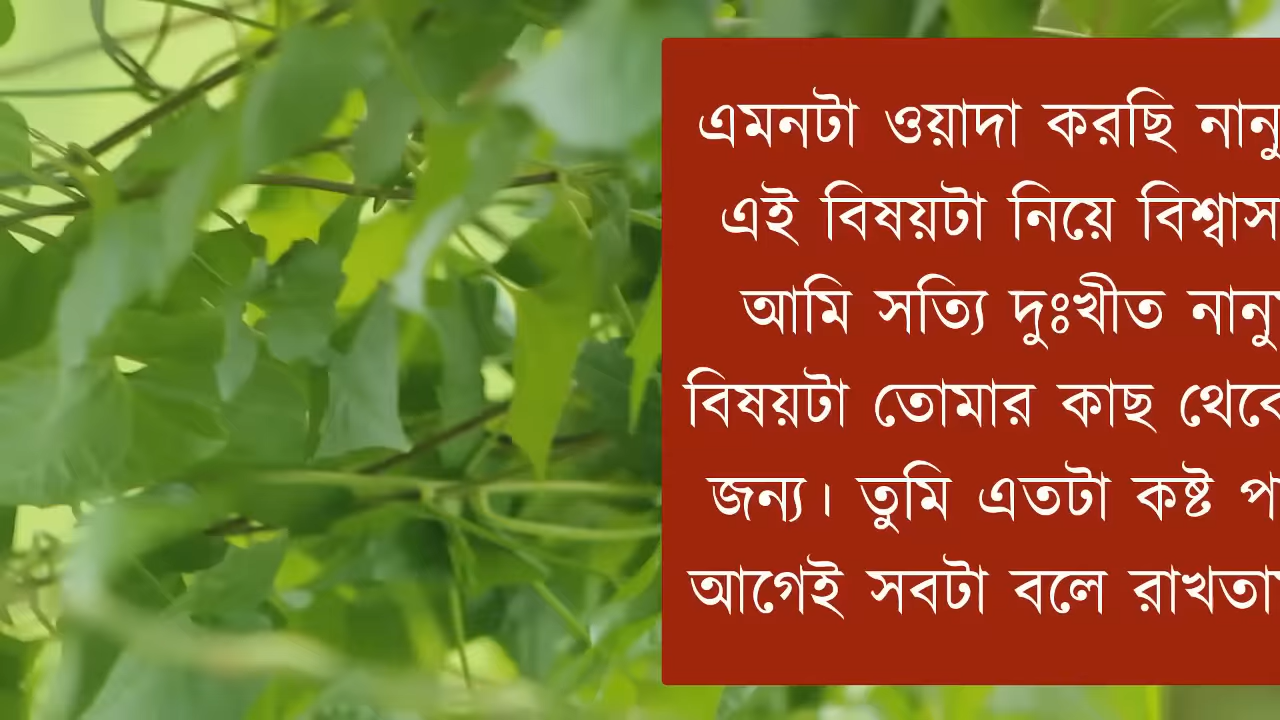 এমনটা ওয়াদা করছি নানু
এই বিষয়টা নিয়ে বিশ্বাস
আমি সত্যি দুঃখীত নানু
বিষয়টা তোমার কাছ
জন্য। তুমি এতটা কষ্ট
আগেই সবটা বলে